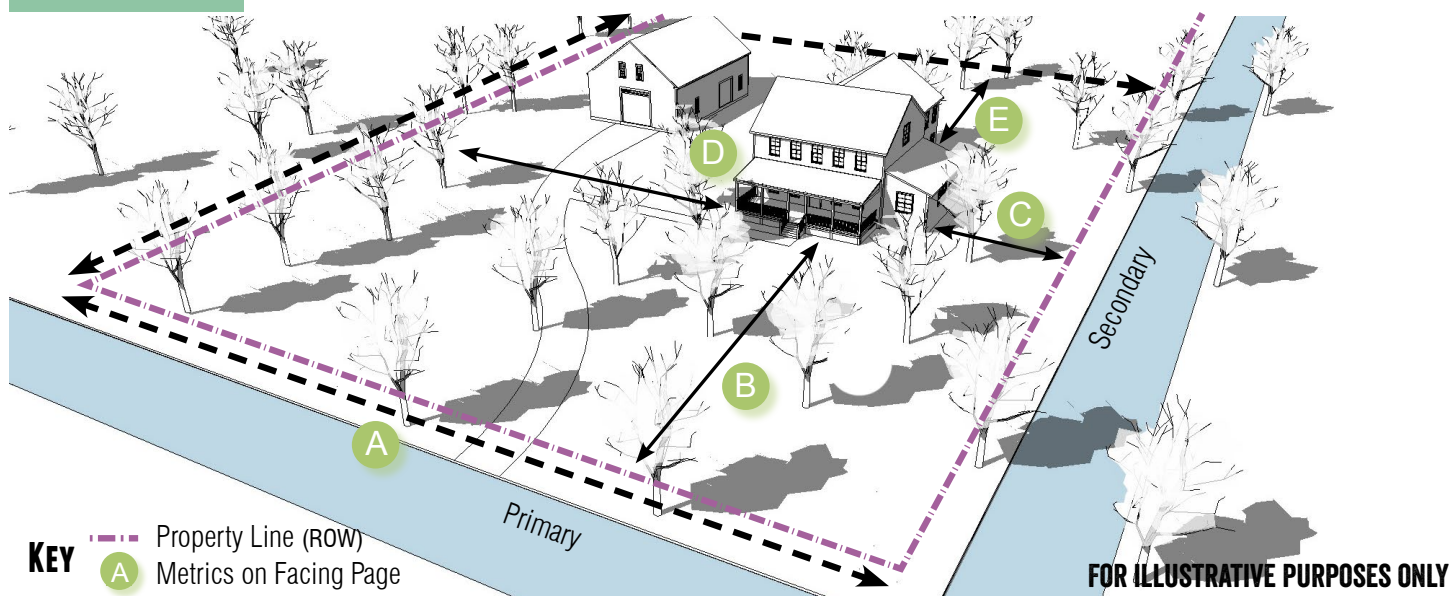 E
D
C
Secondary
B
A
Primary
KEY
Property Line (ROW)
A
Metrics on Facing Page
FOR ILLUSTRATIVE PURPOSES ONLY